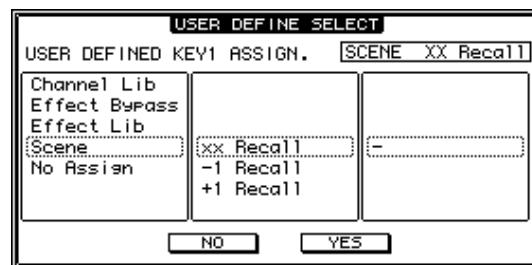 USER DEFINE SELECT
USER DEFINED KEY1 ASSIGN. SCENE XX Recall
Channel Lib
Effect Bypass
Effect Lib
Scene xx Recall -
No Assign -1 Recall
+1 Recall
NO YES